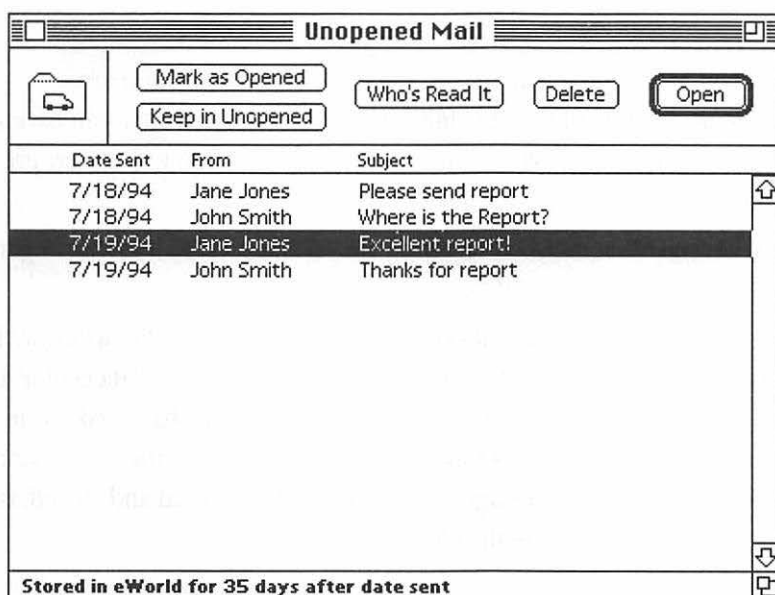 Unopened Mail
Mark as Opened
Keep in Unopened
Who's Read It
Delete
Open
Date Sent From Subject
7/18/94 Jane Jones Please send report
7/18/94 John Smith Where is the Report?
7/19/94 Jane Jones Excellent report!
7/19/94 John Smith Thanks for report
Stored in eWorld for 35 days after date sent